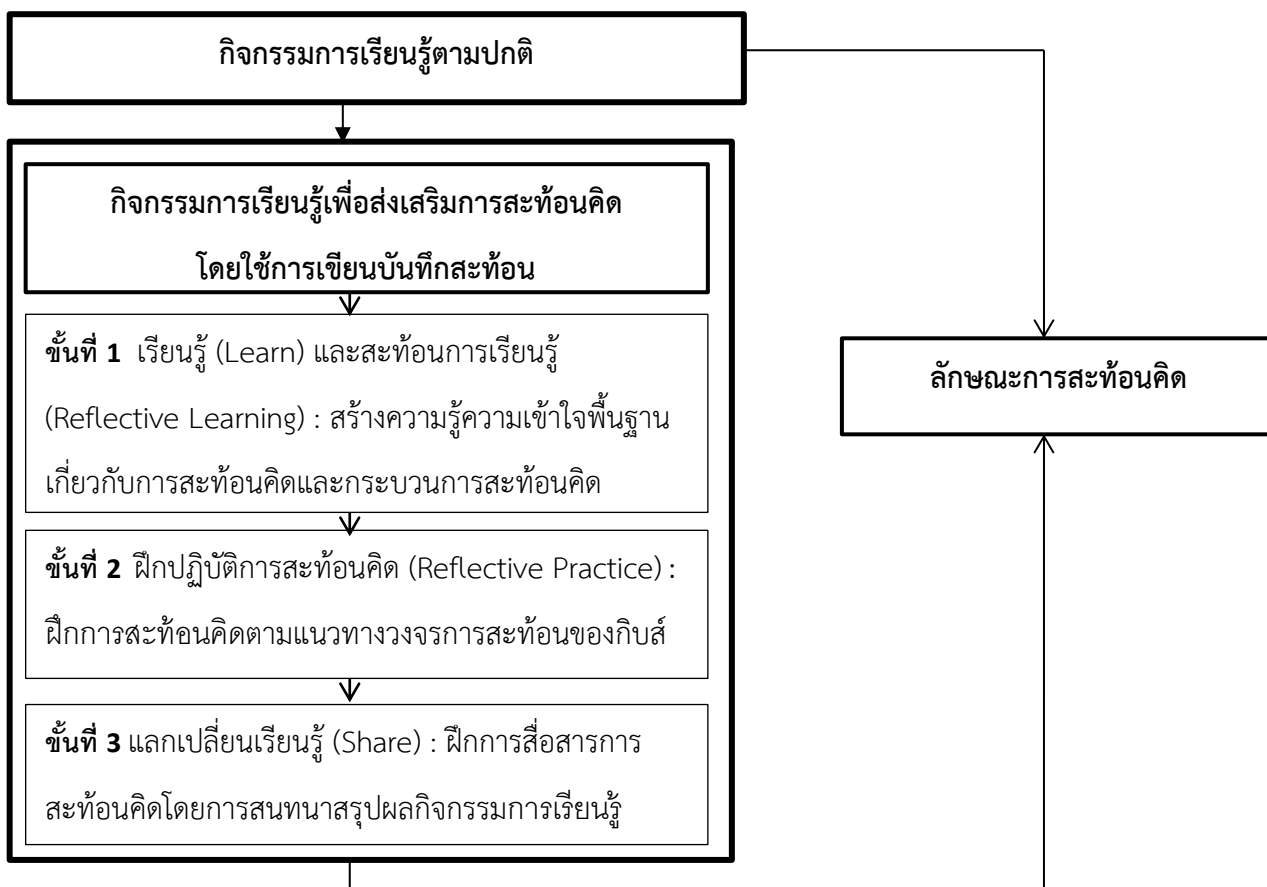 กิจกรรมการเรียนรู้ตามปกติ
กิจกรรมการเรียนรู้เพื่อส่งเสริมการสะท้อนคิด
โดยใช้การเขียนบันทึกสะท้อน
ขั้นที่ 1 เรียนรู้ (Learn) และสะท้อนการเรียนรู้
(Reflective Learning) : สร้างความรู้ความเข้าใจพื้นฐาน
เกี่ยวกับการสะท้อนคิดและกระบวนการสะท้อนคิด
ขั้นที่ 2 ฝึกปฏิบัติการสะท้อนคิด (Reflective Practice) :
ฝึกการสะท้อนคิดตามแนวทางวงจรการสะท้อนของกิบส์
ขั้นที่ 3 แลกเปลี่ยนเรียนรู้ (Share) : ฝึกการสื่อสารการ
สะท้อนคิดโดยการสนทนาสรุปผลกิจกรรมการเรียนรู้
ลักษณะการสะท้อนคิด